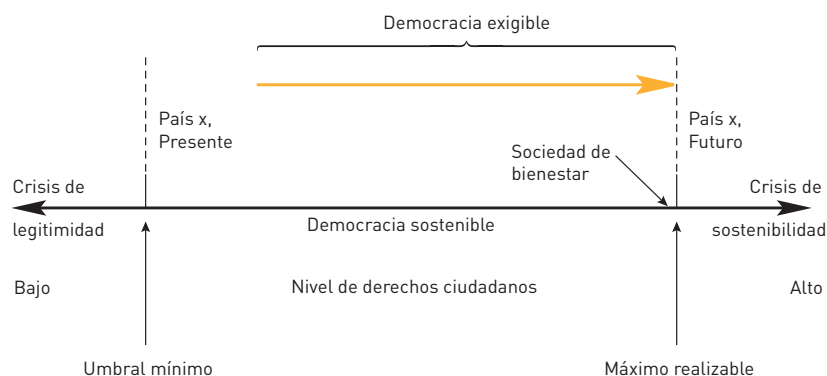 Democracia exigible
País x,
Presente
País x,
Futuro
Sociedad de
bienestar
Crisis de
legitimidad
Democracia sostenible
Crisis de
sostenibilidad
Bajo
Nivel de derechos ciudadanos
Alto
Umbral mínimo
Máximo realizable